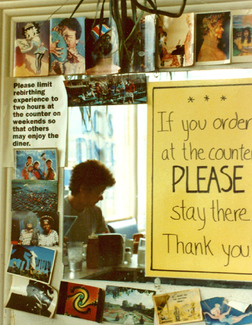 Please limit
rebirthing
experience to two
hours at the
counter on
weekends so that
others may enjoy
the diner.
* * *
If you order
at the counter
PLEASE
stay there
Thank you